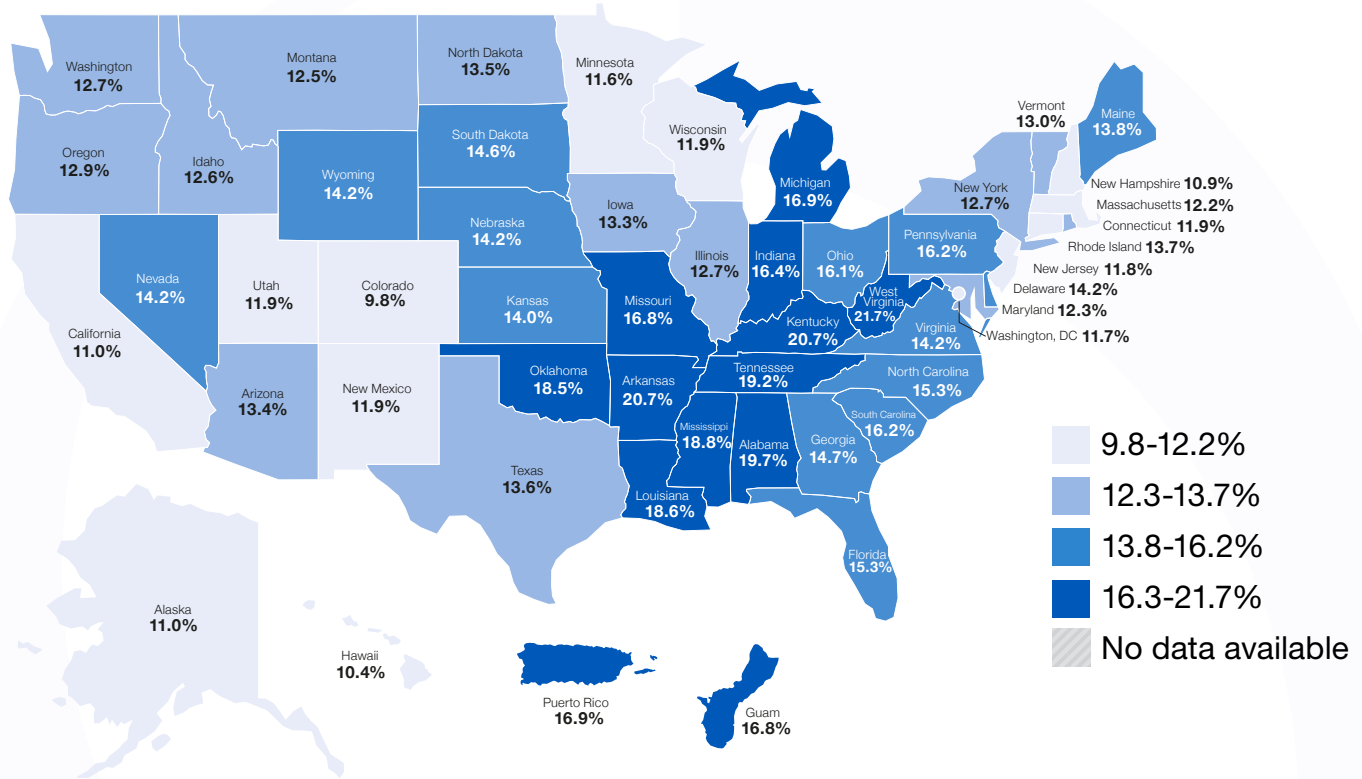 Washington
12.7%
Montana
12.5%
North Dakota
13.5%
Minnesota
11.6%
Oregon
12.9%
Idaho
12.6%
Wyoming
14.2%
South Dakota
14.6%
Wisconsin
11.9%
Michigan
16.9%
Vermont
13.0%
Maine
13.8%
New York
12.7%
New Hampshire 10.9%
Massachusetts 12.2%
Connecticut 11.9%
Rhode Island 13.7%
New Jersey 11.8%
Delaware 14.2%
Maryland 12.3%
Washington, DC 11.7%
Nebraska
14.2%
Iowa
13.3%
Illinois
12.7%
Indiana
16.4%
Ohio
16.1%
Pennsylvania
16.2%
Nevada
14.2%
Utah
11.9%
Colorado
9.8%
Kansas
14.0%
Missouri
16.8%
Kentucky
20.7%
West
Virginia
21.7%
Virginia
14.2%
California
11.0%
Arizona
13.4%
New Mexico
11.9%
Oklahoma
18.5%
Arkansas
20.7%
Tennessee
19.2%
North Carolina
15.3%
South Carolina
16.2%
Mississippi
18.8%
Alabama
19.7%
Georgia
14.7%
Texas
13.6%
Louisiana
18.6%
Florida
15.3%
Alaska
11.0%
Hawaii
10.4%
Puerto Rico
16.9%
Guam
16.8%
9.8-12.2%
12.3-13.7%
13.8-16.2%
16.3-21.7%
No data available